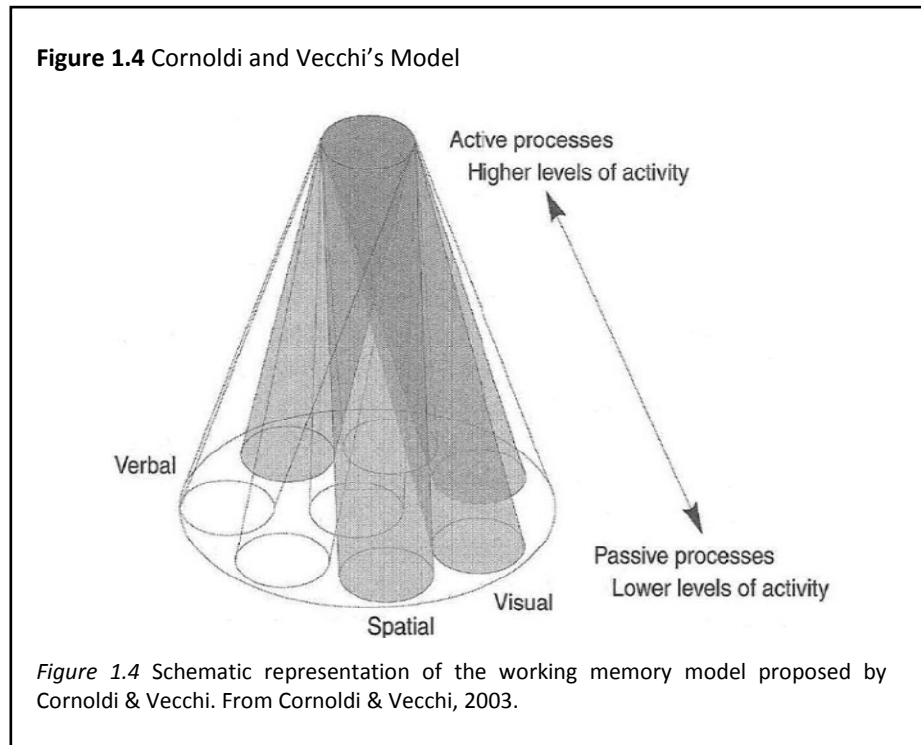 Figure 1.4 Cornoldi and Vecchi’s Model
Active processes
Higher levels of activity
Verbal
Passive processes
Lower levels of activity
Visual
Spatial
Figure 1.4 Schematic representation of the working memory model proposed by
Cornoldi & Vecchi. From Cornoldi & Vecchi, 2003.